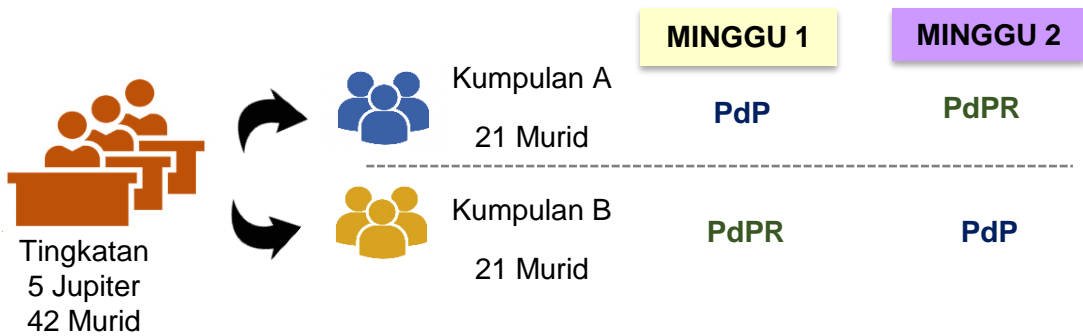 MINGGU 1
MINGGU 2
Kumpulan A
21 Murid
PdP
PdPR
Kumpulan B
21 Murid
PdPR
PdP
Tingkatan
5 Jupiter
42 Murid